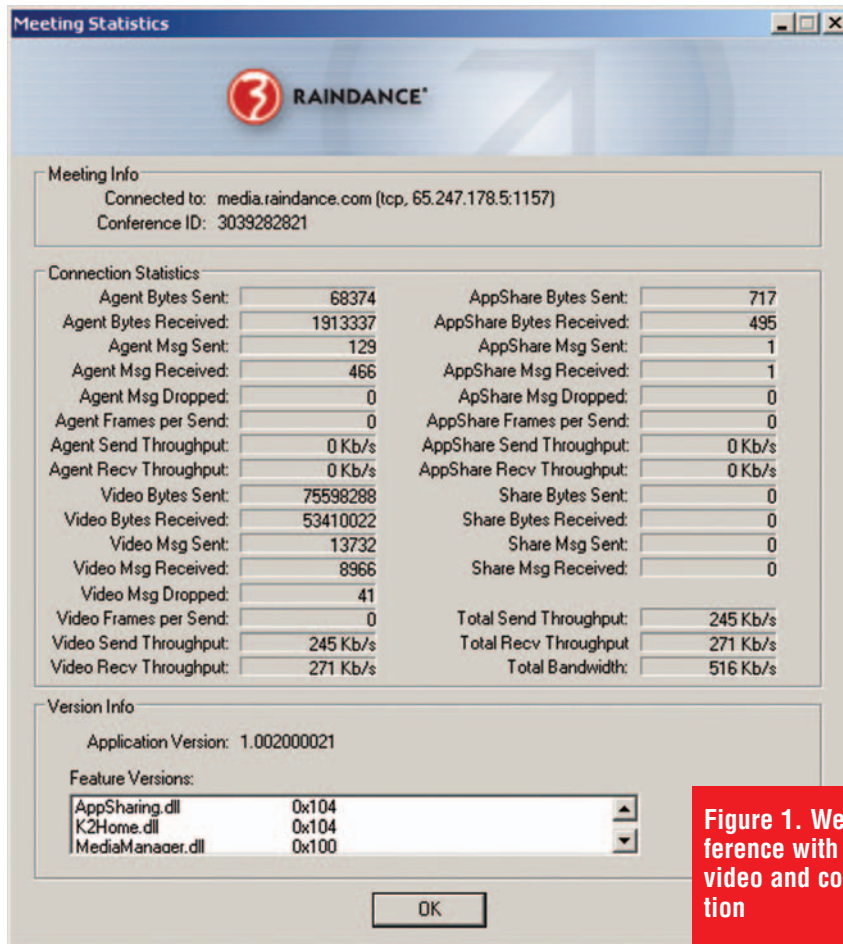 Meeting Statistics
RAINDANCE
Meeting Info
Connected to: media.raindance.com (tcp, 65.247.178.5:1157)
Conference ID: 3039282821
Connection Statistics
Agent Bytes Sent: 68374
Agent Bytes Received: 1913337
Agent Msg Sent: 129
Agent Msg Received: 466
Agent Msg Dropped: 0
Agent Frames per Send: 0
Agent Send Throughput: 0 Kb/s
Agent Recv Throughput: 0 Kb/s
Video Bytes Sent: 75598288
Video Bytes Received: 53410022
Video Msg Sent: 13732
Video Msg Received: 8966
Video Msg Dropped: 41
Video Frames per Send: 0
Video Send Throughput: 245 Kb/s
Video Recv Throughput: 271 Kb/s
AppShare Bytes Sent: 717
AppShare Bytes Received: 495
AppShare Msg Sent: 1
AppShare Msg Received: 1
ApShare Msg Dropped: 0
AppShare Frames per Send: 0
AppShare Send Throughput: 0 Kb/s
AppShare Recv Throughput: 0 Kb/s
Share Bytes Sent: 0
Share Bytes Received: 0
Share Msg Sent: 0
Share Msg Received: 0
Total Send Throughput: 245 Kb/s
Total Recv Throughput 271 Kb/s
Total Bandwidth: 516 Kb/s
Version Info
Application Version: 1.002000021
Feature Versions:
AppSharing.dll 0x104
K2Home.dll 0x104
MediaManager.dll 0x100
OK
Figure 1. We
ference with
video and co
tion